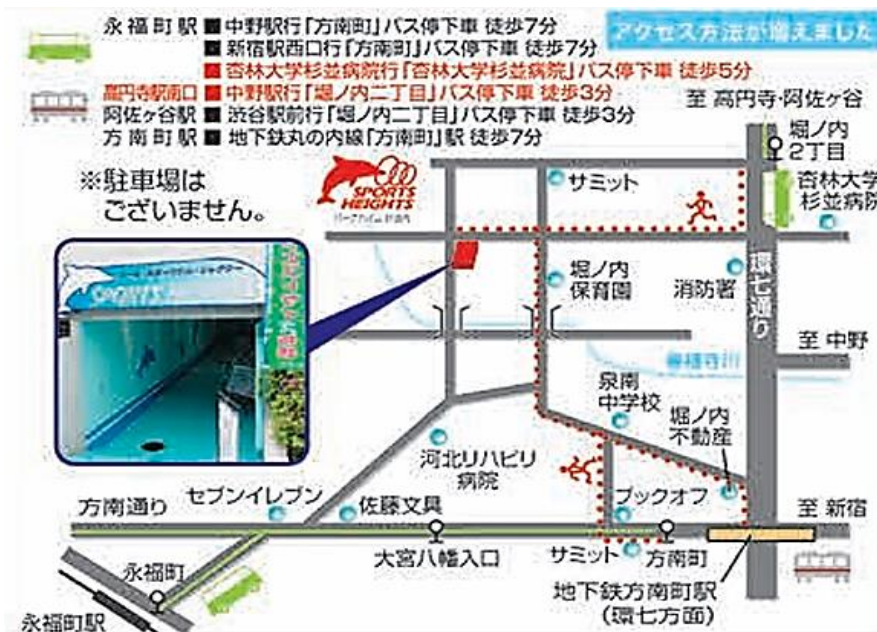 アクセス方法が増えました
永福町駅 ■ 中野駅行「方南町」バス停下車 徒歩7分
■ 新宿駅西口行「方南町」バス停下車 徒歩7分
■ 杏林大学杉並病院行「杏林大学杉並病院」バス停下車 徒歩5分
高円寺駅南口 ■ 中野駅行「堀ノ内二丁目」バス停下車 徒歩3分
阿佐ヶ谷駅 ■ 渋谷駅前行「堀ノ内二丁目」バス停下車 徒歩3分
方南町駅 ■ 地下鉄丸の内線「方南町」駅 徒歩7分
至 高円寺・阿佐ヶ谷
堀ノ内
2丁目
※駐車場は
ございません。
SPORTS
HEIGHTS
サミット
杏林大学
杉並病院
環七通り
堀ノ内
保育園
消防署
SPORTS
至 中野
善福寺川
泉南
中学校
堀ノ内
不動産
河北リハビリ
病院
ブックオフ
方南通り
セブンイレブン
佐藤文具
至 新宿
大宮八幡入口
サミット
方南町
永福町
地下鉄方南町駅
(環七方面)
永福町駅